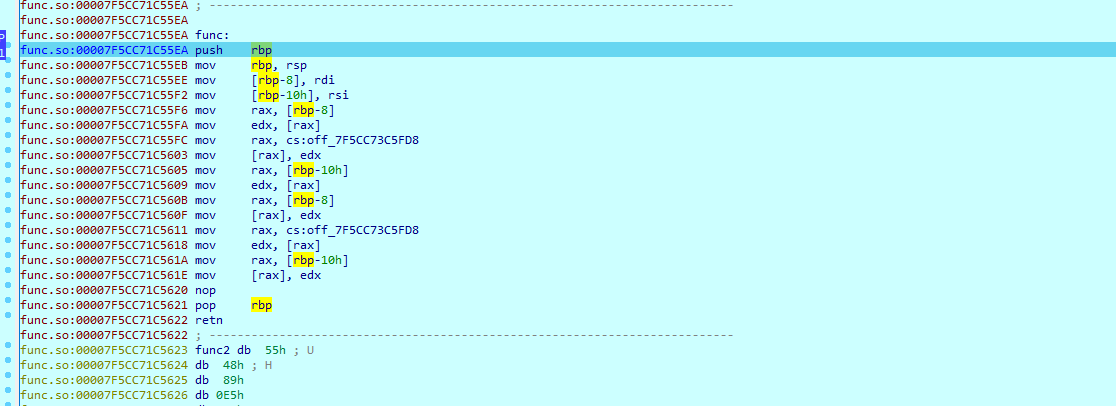 func.so:00007F5CC71C55EA ; ---------------------------------------------------------------------------
func.so:00007F5CC71C55EA
func.so:00007F5CC71C55EA func:
func.so:00007F5CC71C55EA push rbp
func.so:00007F5CC71C55EB mov rbp, rsp
func.so:00007F5CC71C55EE mov [rbp-8], rdi
func.so:00007F5CC71C55F2 mov [rbp-10h], rsi
func.so:00007F5CC71C55F6 mov rax, [rbp-8]
func.so:00007F5CC71C55FA mov edx, [rax]
func.so:00007F5CC71C55FC mov rax, cs:off_7F5CC73C5FD8
func.so:00007F5CC71C5603 mov [rax], edx
func.so:00007F5CC71C5605 mov rax, [rbp-10h]
func.so:00007F5CC71C5609 mov edx, [rax]
func.so:00007F5CC71C560B mov rax, [rbp-8]
func.so:00007F5CC71C560F mov [rax], edx
func.so:00007F5CC71C5611 mov rax, cs:off_7F5CC73C5FD8
func.so:00007F5CC71C5618 mov edx, [rax]
func.so:00007F5CC71C561A mov rax, [rbp-10h]
func.so:00007F5CC71C561E mov [rax], edx
func.so:00007F5CC71C5620 nop
func.so:00007F5CC71C5621 pop rbp
func.so:00007F5CC71C5622 retn
func.so:00007F5CC71C5622 ; ---------------------------------------------------------------------------
func.so:00007F5CC71C5623 func2 db 55h ; U
func.so:00007F5CC71C5624 db 48h ; H
func.so:00007F5CC71C5625 db 89h
func.so:00007F5CC71C5626 db 0E5h